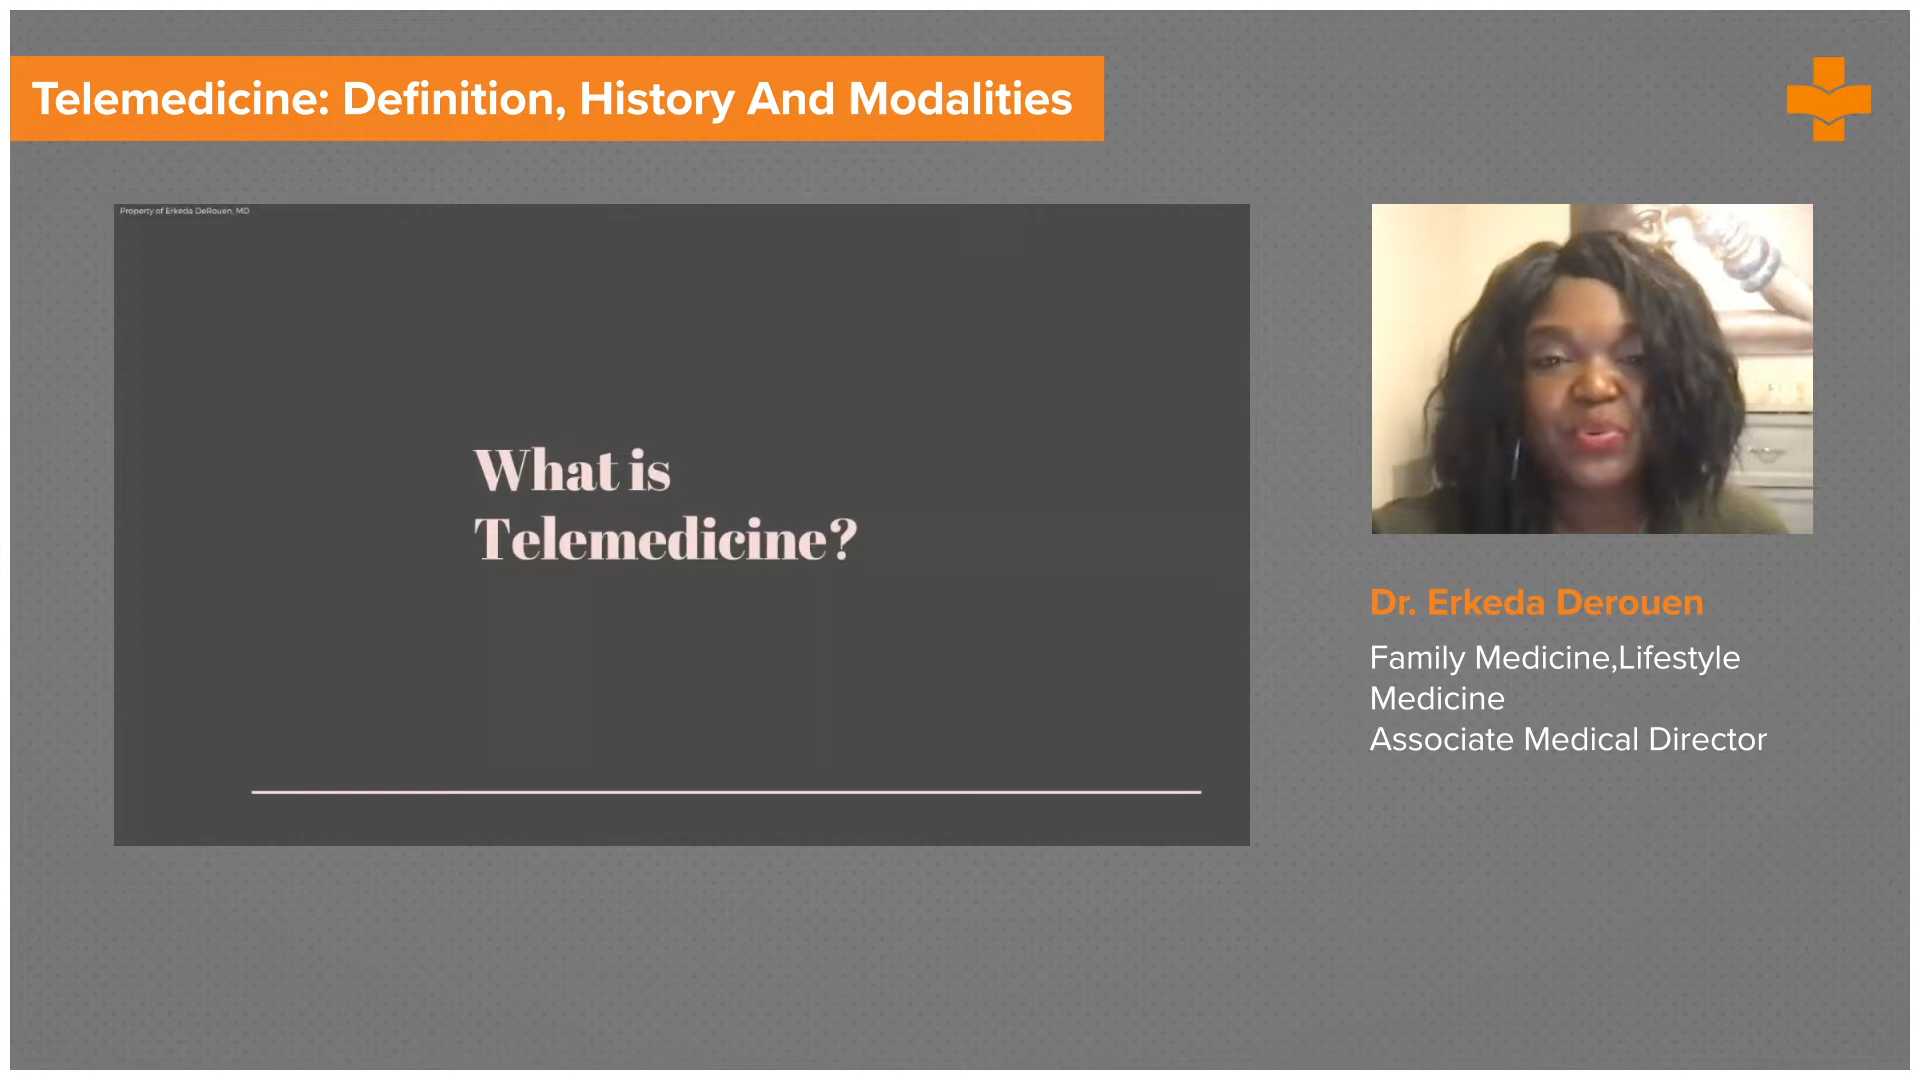 Telemedicine: Definition, History And Modalities
Property of Erkeda DeRouen, MD
What is
Telemedicine?
Dr. Erkeda Derouen
Family Medicine,Lifestyle
Medicine
Associate Medical Director